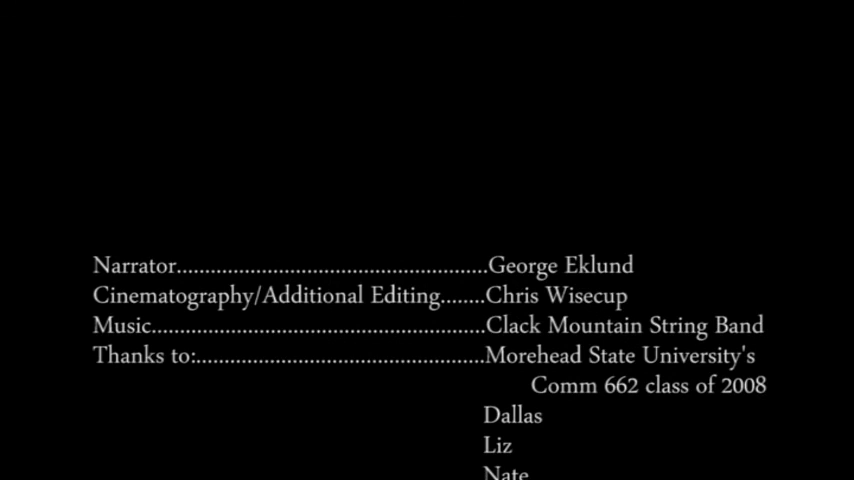 Narrator......................................................George Eklund
Cinematography/Additional Editing........Chris Wisecup
Music..........................................................Clack Mountain String Band
Thanks to:..................................................Morehead State University's
Comm 662 class of 2008
Dallas
Liz
Nate